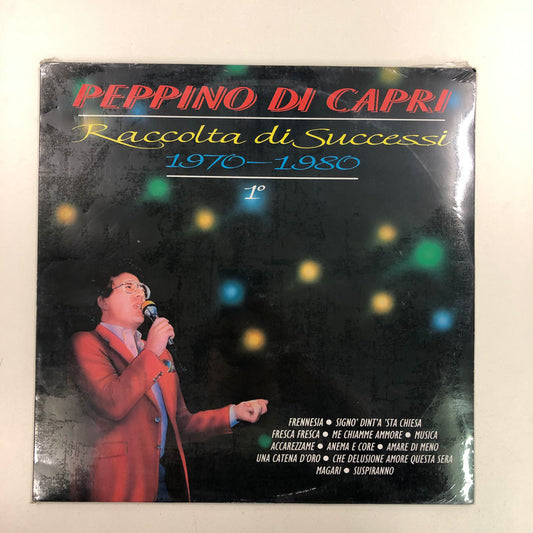 PEPPINO DI CAPRI
Raccolta di Successi
1970-1980
1°
FRENNESIA • SIGNO' DINT'A 'STA CHIESA
FRESCA FRESCA • ME CHIAMME AMMORE • MUSICA
ACCAREZZAME • ANEMA E CORE • AMARE DI MENO
UNA CATENA D'ORO • CHE DELUSIONE AMORE QUESTA SERA
MAGARI • SUSPIRANNO